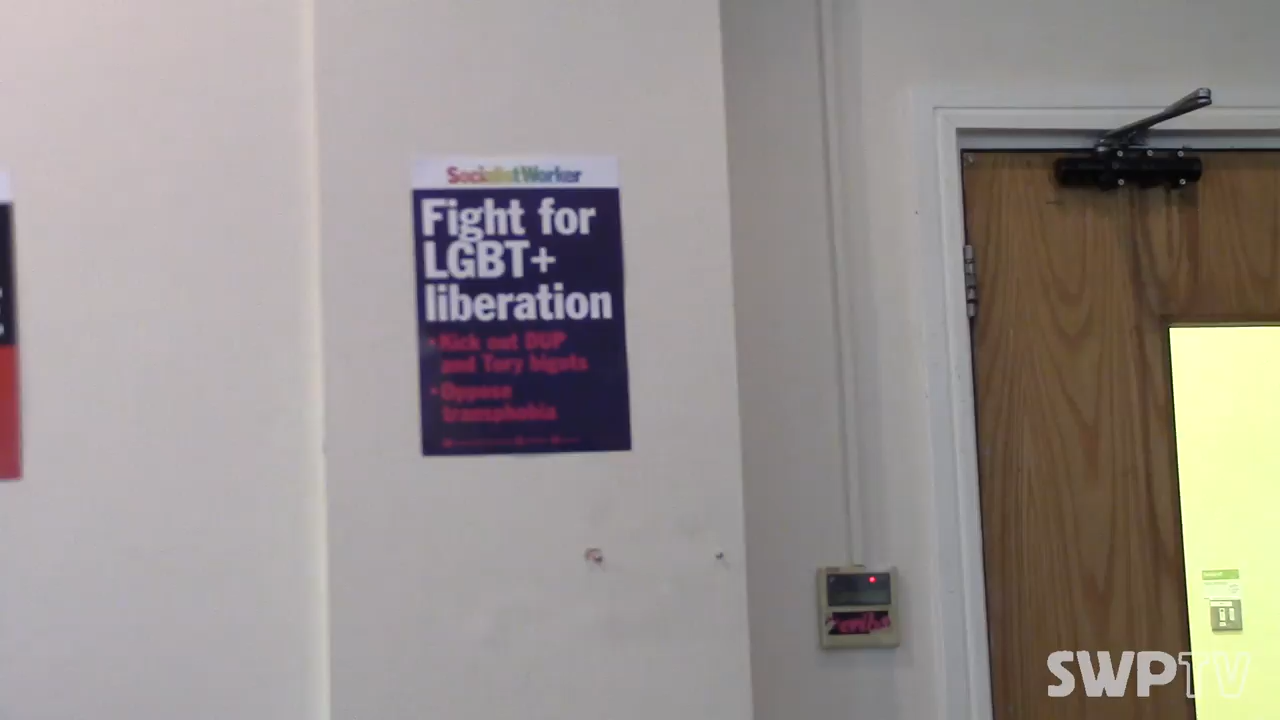 Socialist Worker
Fight for
LGBT+
liberation
• Kick out DUP
and Tory bigots
• Oppose
transphobia
SWPTV